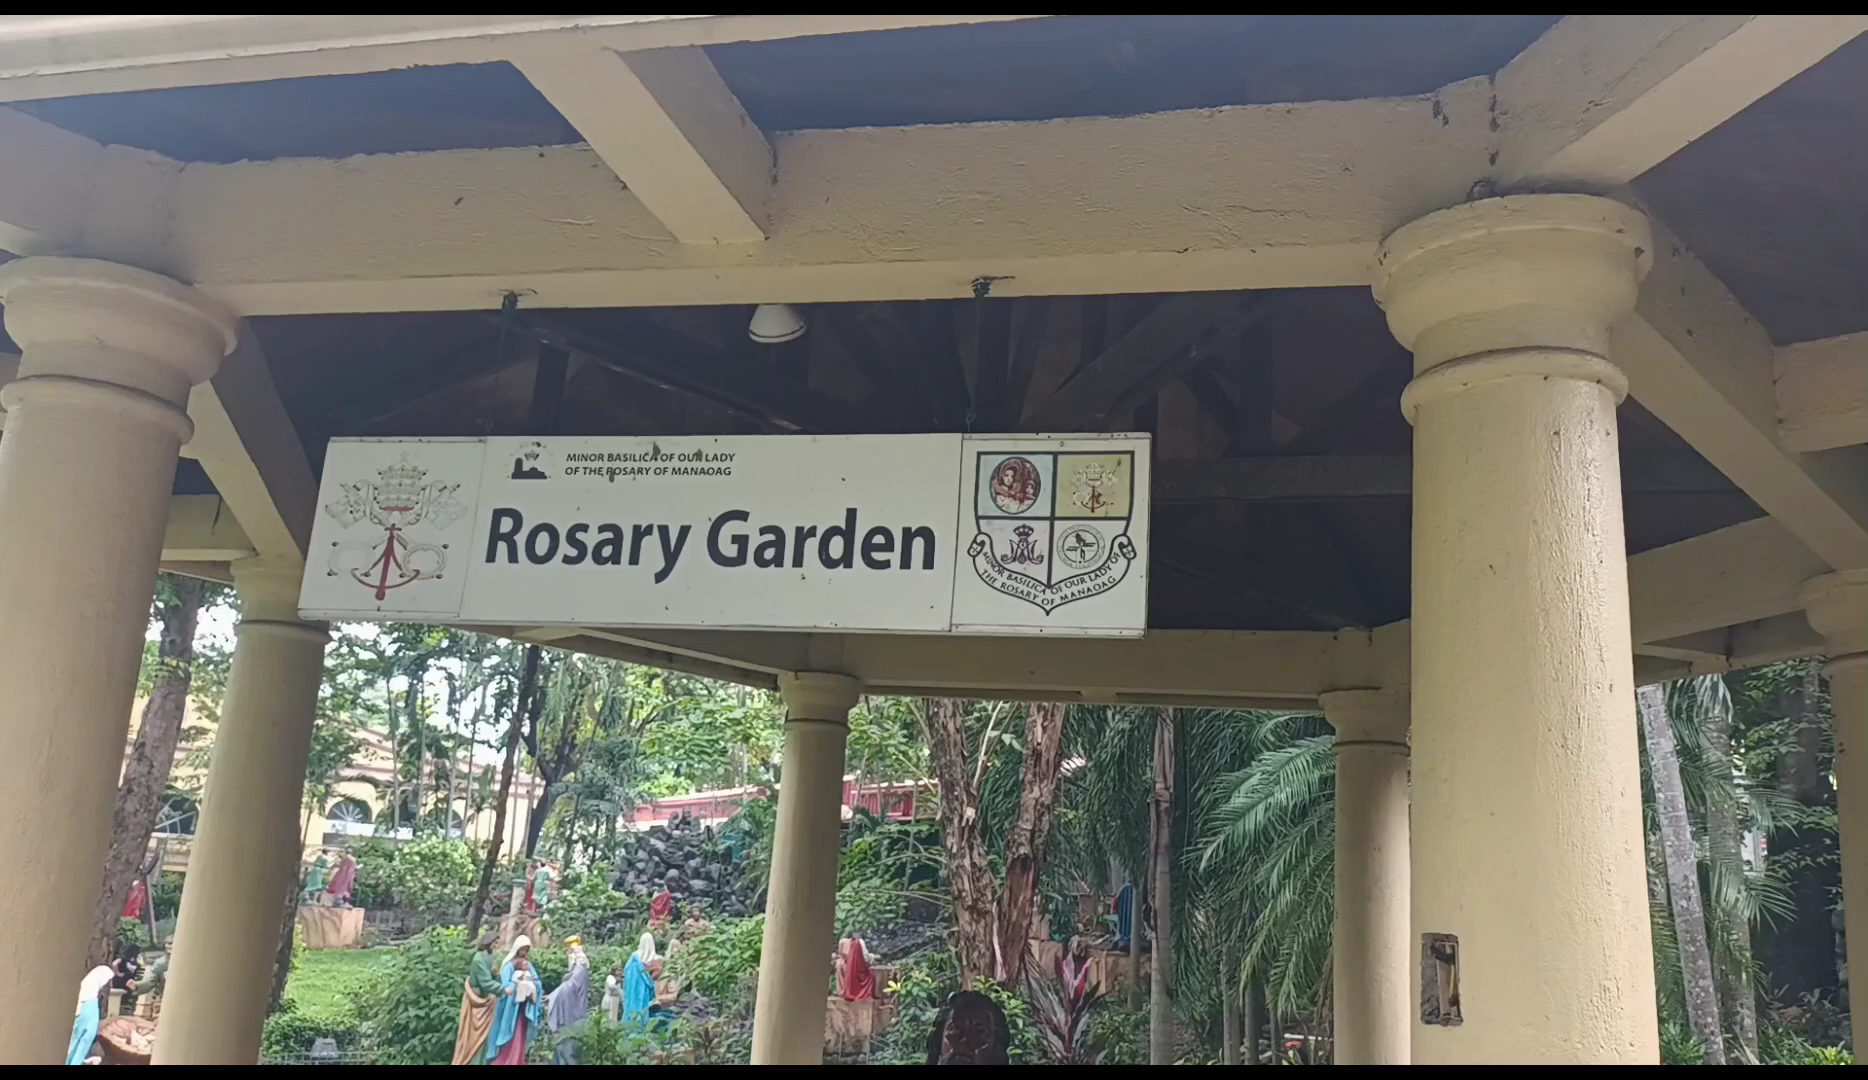 MINOR BASILICA OF OUR LADY
OF THE ROSARY OF MANAOAG
Rosary Garden
MINOR BASILICA OF OUR LADY OF
THE ROSARY OF MANAOAG